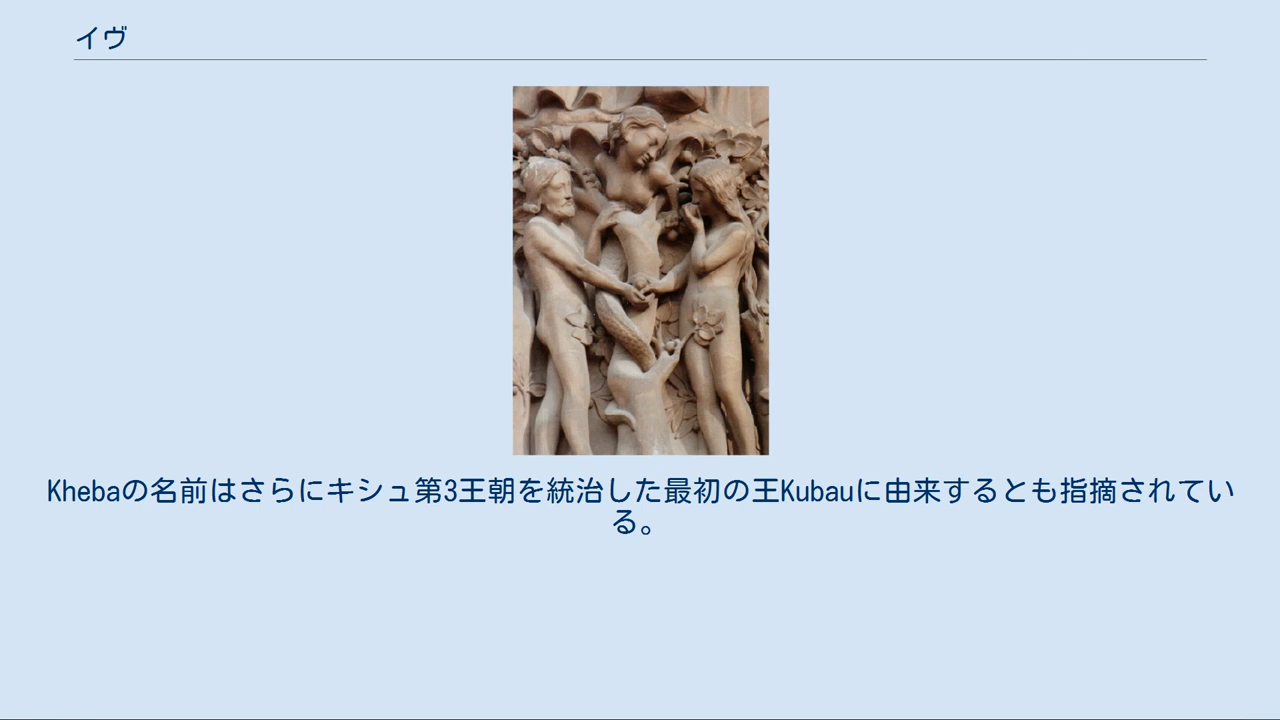 イヴ
Khebaの名前はさらにキシュ第3王朝を統治した最初の王Kubauに由来するとも指摘されてい
る。